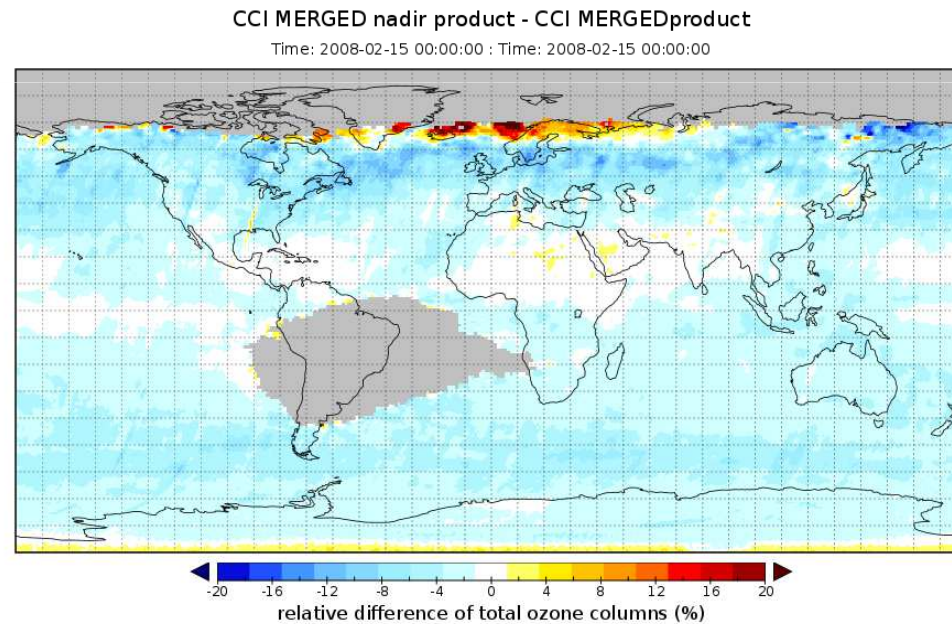 CCI MERGED nadir product - CCI MERGEDproduct
Time: 2008-02-15 00:00:00 : Time: 2008-02-15 00:00:00
-20 -16 -12 -8 -4 0 4 8 12 16 20
relative difference of total ozone columns (%)